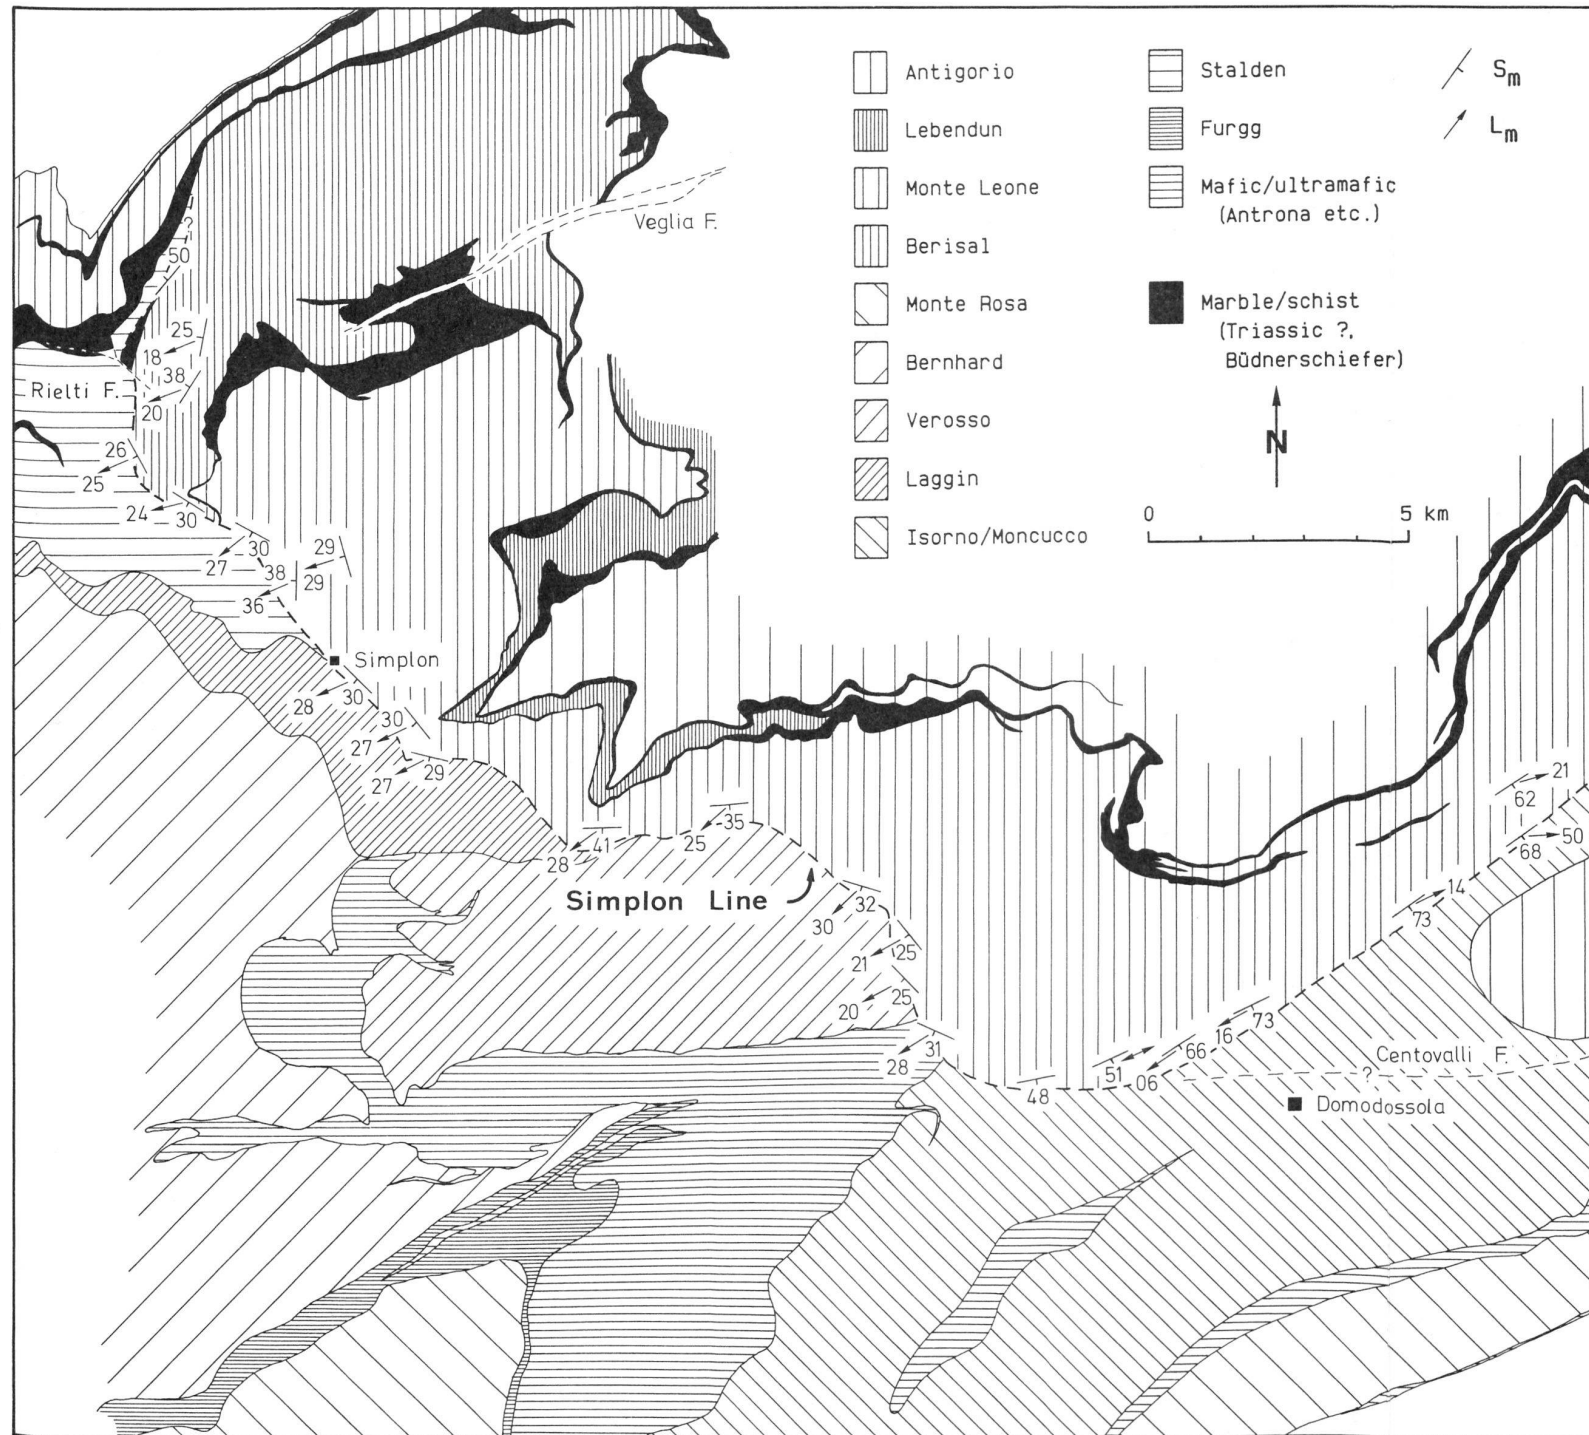 Antigorio
Lebendun
Monte Leone
Berisal
Monte Rosa
Bernhard
Verosso
Laggin
Isorno/Moncucco
Stalden
Furgg
Mafic/ultramafic
(Antrona etc.)
Marble/schist
(Triassic ?,
Büdnerschiefer)
Sm
Lm
N
0 5 km
Veglia F.
?
50
25
18
38
Rielti F.
20
26
25
24
30
30
29
27
38
29
36
Simplon
30
28
30
27
29
27
35
25
41
28
Simplon Line
32
30
25
21
25
20
31
28
48
51
06
66
16
73
73
14
68
50
62
21
Centovalli F.
?
Domodossola